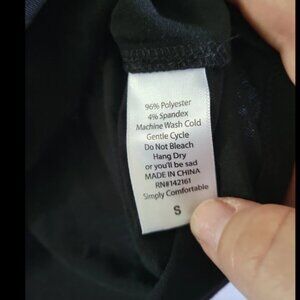 96% Polyester
4% Spandex
Machine Wash Cold
Gentle Cycle
Do Not Bleach
Hang Dry
or you'll be sad
MADE IN CHINA
RN#142161
Simply Comfortable
S